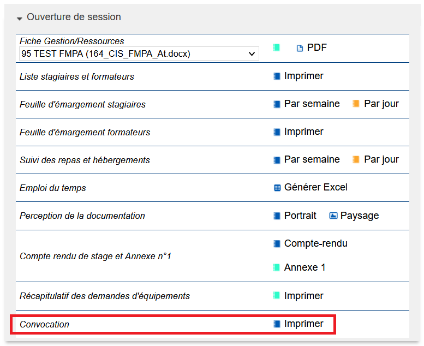 Ouverture de session
Fiche Gestion/Ressources
95 TEST FMPA (164_CIS_FMPA_At.docx) PDF
Liste stagiaires et formateurs Imprimer
Feuille d'émargement stagiaires Par semaine Par jour
Feuille d'émargement formateurs Imprimer
Suivi des repas et hébergements Par semaine Par jour
Emploi du temps Générer Excel
Perception de la documentation Portrait Paysage
Compte rendu de stage et Annexe n°1 Compte-rendu
Annexe 1
Récapitulatif des demandes d'équipements Imprimer
Convocation Imprimer